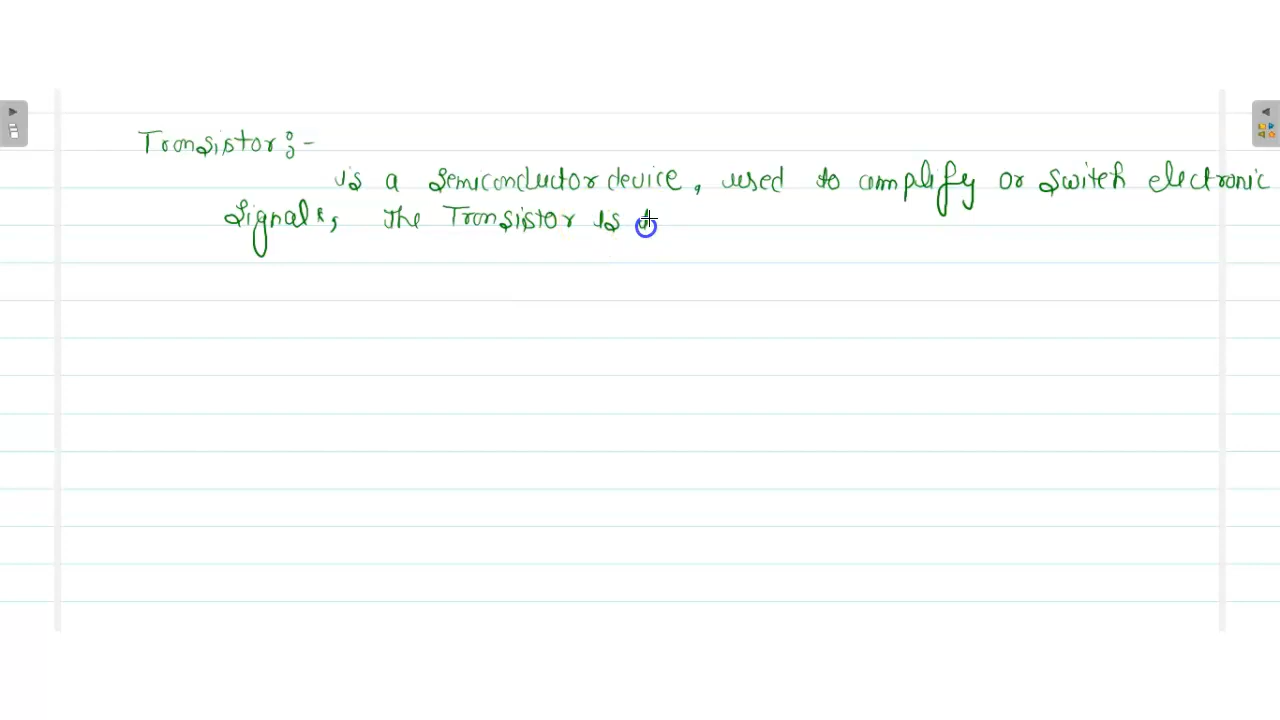 Transistor:-
is a semiconductor device, used to amplify or switch electronic
signals, The Transistor is